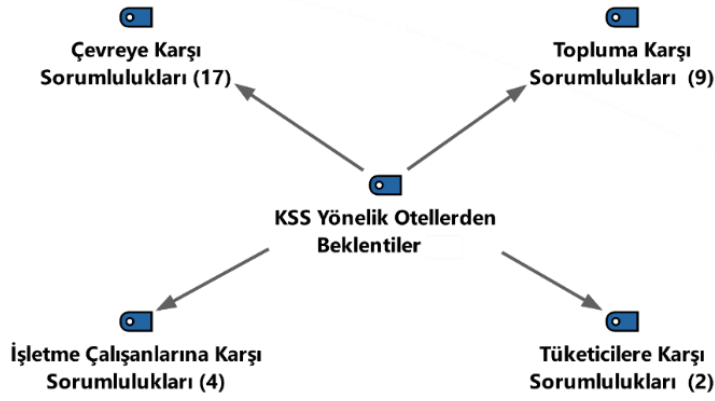 Çevreye Karşı
Sorumlulukları (17)
Topluma Karşı
Sorumlulukları (9)
KSS Yönelik Otellerden
Beklentiler
İşletme Çalışanlarına Karşı
Sorumlulukları (4)
Tüketicilere Karşı
Sorumlulukları (2)